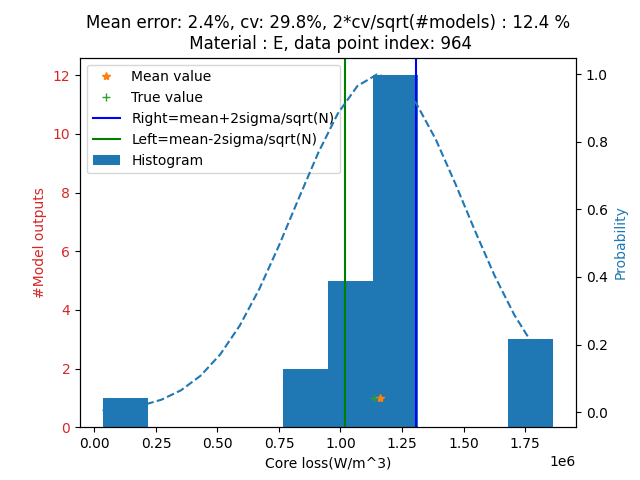 Mean error: 2.4%, cv: 29.8%, 2*cv/sqrt(#models) : 12.4 %
Material : E, data point index: 964
Mean value
True value
Right=mean+2sigma/sqrt(N)
Left=mean-2sigma/sqrt(N)
Histogram
12
10
8
6
4
2
0
#Model outputs
1.0
0.8
0.6
0.4
0.2
0.0
Probability
0.00 0.25 0.50 0.75 1.00 1.25 1.50 1.75
Core loss(W/m^3)
1e6